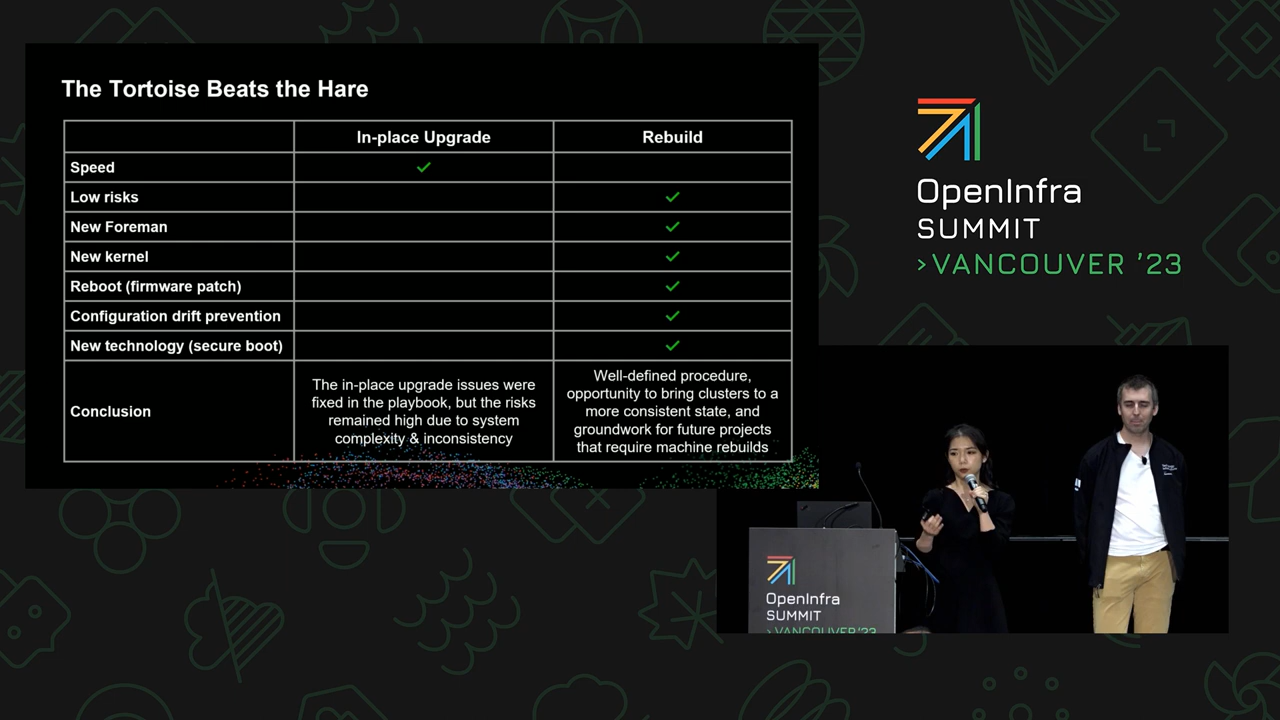 The Tortoise Beats the Hare
In-place Upgrade Rebuild
Speed ✓
Low risks ✓
New Foreman ✓
New kernel ✓
Reboot (firmware patch) ✓
Configuration drift prevention ✓
New technology (secure boot) ✓
Conclusion
The in-place upgrade issues were
fixed in the playbook, but the risks
remained high due to system
complexity & inconsistency
Well-defined procedure,
opportunity to bring clusters to a
more consistent state, and
groundwork for future projects
that require machine rebuilds
OpenInfra
SUMMIT
>VANCOUVER '23
OpenInfra
SUMMIT
>VANCOUVER '23